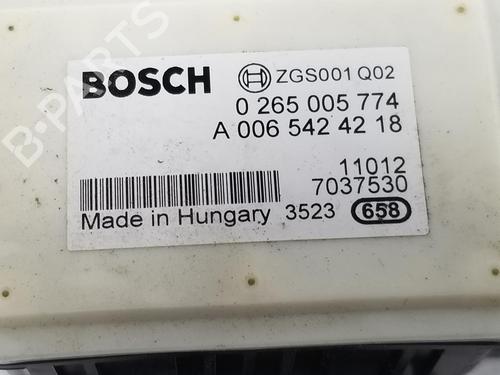 BOSCH ZGS001 Q02
0 265 005 774
A 006 542 42 18
11012
7037530
Made in Hungary 3523 658
B-PARTS